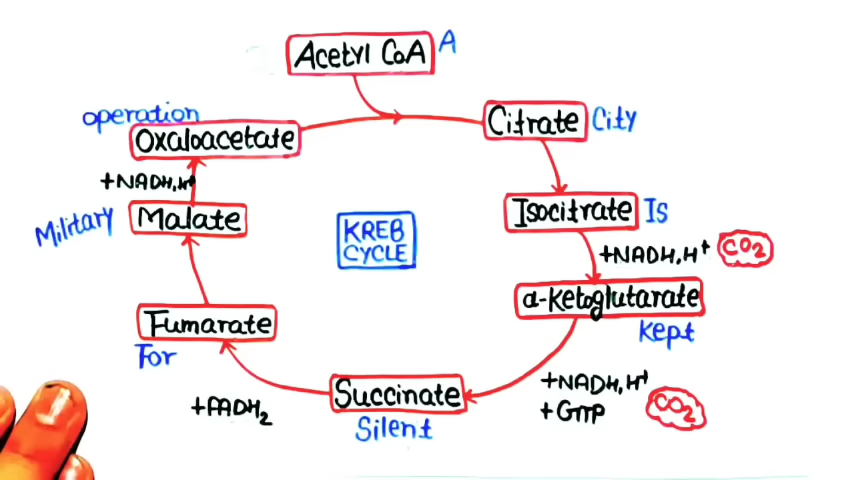 Acetyl CoA A
operation
Oxaloacetate
Citrate City
+NADH,H+
Malate
Military
Isocitrate Is
KREB
CYCLE
+NADH,H+ CO2
α-ketoglutarate
Kept
Fumarate
For
+NADH,H+
+GTP CO2
Succinate
Silent
+FADH2